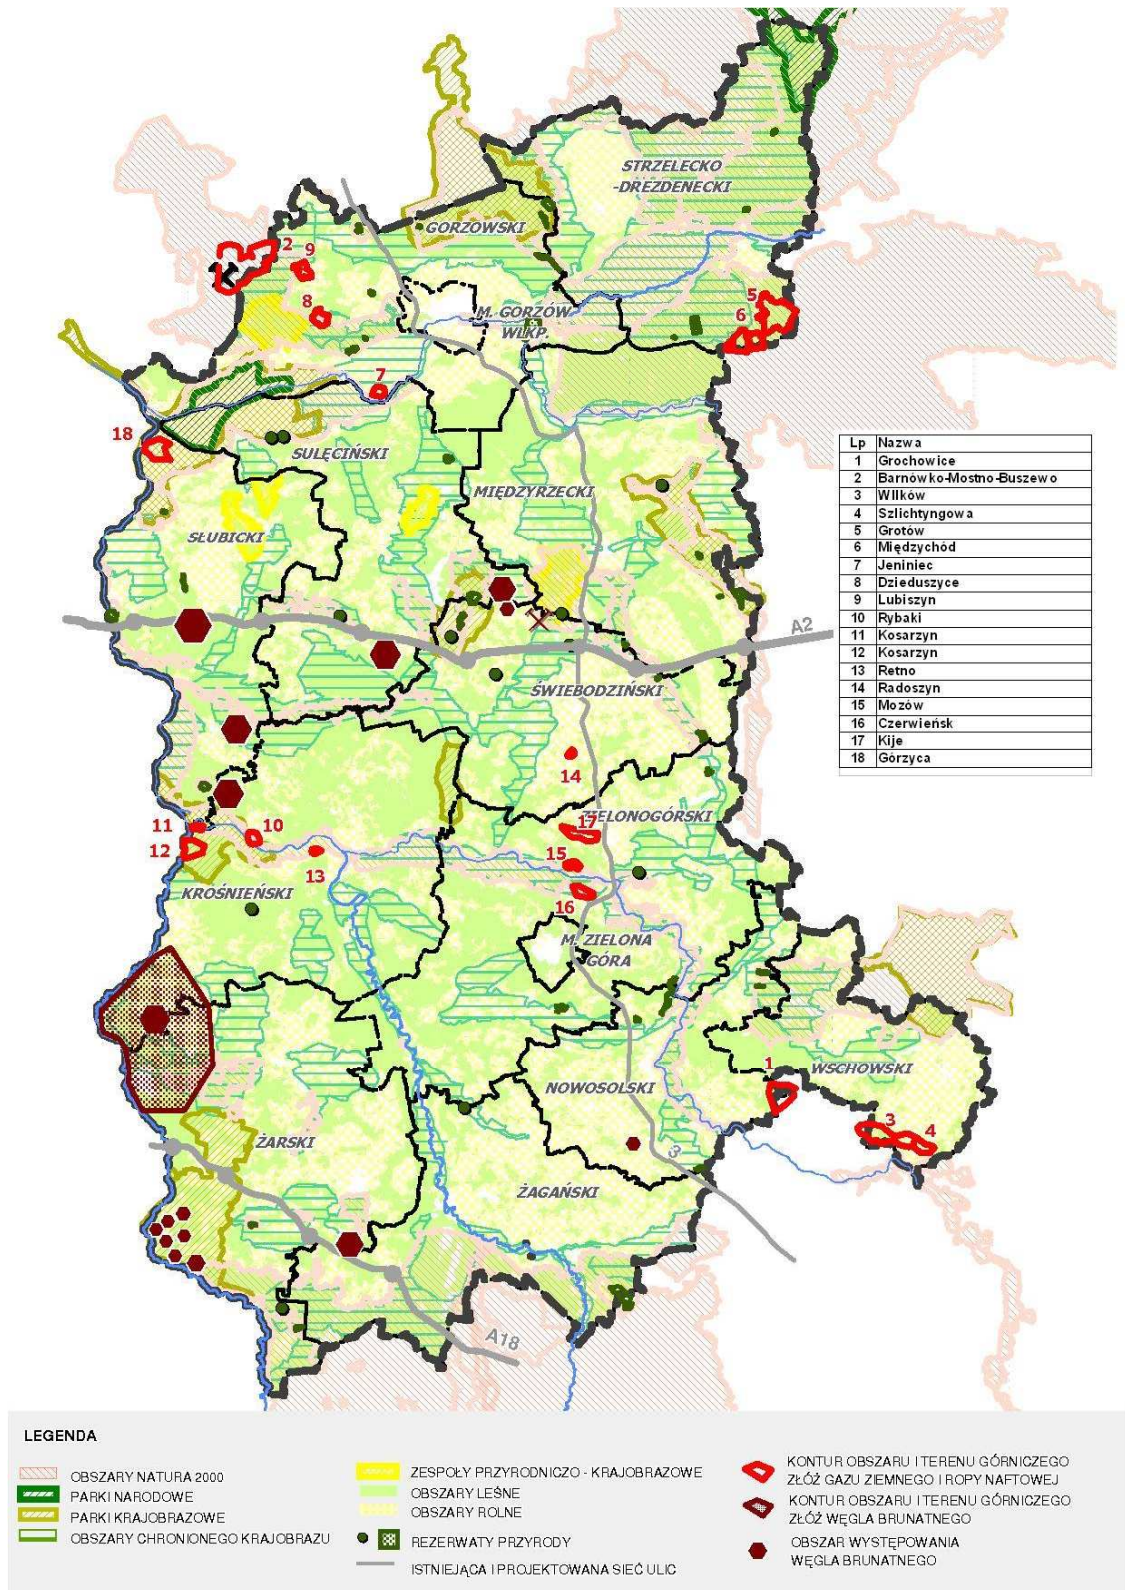 STRZELECKO
-DREZDENECKI
GORZOWSKI
2
9
8
5
6
M. GORZÓW
WLKP.
7
18
SULĘCIŃSKI
MIĘDZYRZECKI
SŁUBICKI
A2
ŚWIEBODZIŃSKI
14
ZIELONOGÓRSKI
17
11
10
12
13
15
16
KROŚNIEŃSKI
M. ZIELONA
GÓRA
1
WSCHOWSKI
NOWOSOLSKI
3
4
ŻARSKI
3
ŻAGAŃSKI
A18
Lp Nazwa
1 Grochowice
2 Barnówko-Mostno-Buszewo
3 Wilków
4 Szlichtyngowa
5 Grotów
6 Międzychód
7 Jeniniec
8 Dzieduszyce
9 Lubiszyn
10 Rybaki
11 Kosarzyn
12 Kosarzyn
13 Retno
14 Radoszyn
15 Mozów
16 Czerwieńsk
17 Kije
18 Górzyca
LEGENDA
OBSZARY NATURA 2000
PARKI NARODOWE
PARKI KRAJOBRAZOWE
OBSZARY CHRONIONEGO KRAJOBRAZU
ZESPOŁY PRZYRODNICZO - KRAJOBRAZOWE
OBSZARY LEŚNE
OBSZARY ROLNE
REZERWATY PRZYRODY
ISTNIEJĄCA I PROJEKTOWANA SIEĆ ULIC
KONTUR OBSZARU I TERENU GÓRNICZEGO
ZŁÓŻ GAZU ZIEMNEGO I ROPY NAFTOWEJ
KONTUR OBSZARU I TERENU GÓRNICZEGO
ZŁÓŻ WĘGLA BRUNATNEGO
OBSZAR WYSTĘPOWANIA
WĘGLA BRUNATNEGO